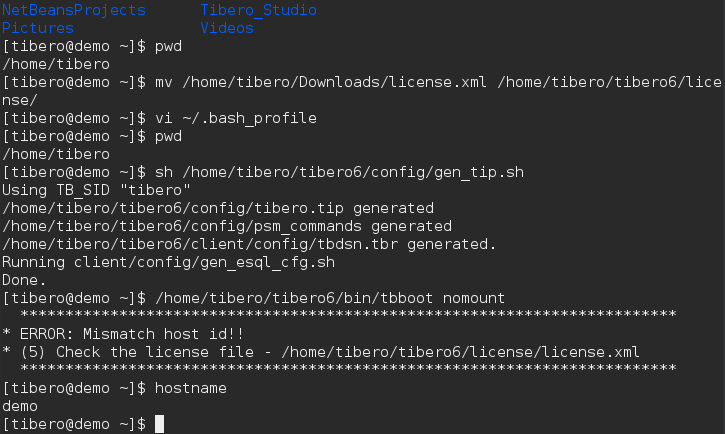 NetBeansProjects Tibero_Studio
Pictures Videos
[tibero@demo ~]$ pwd
/home/tibero
[tibero@demo ~]$ mv /home/tibero/Downloads/license.xml /home/tibero/tibero6/lice
nse/
[tibero@demo ~]$ vi ~/.bash_profile
[tibero@demo ~]$ pwd
/home/tibero
[tibero@demo ~]$ sh /home/tibero/tibero6/config/gen_tip.sh
Using TB_SID "tibero"
/home/tibero/tibero6/config/tibero.tip generated
/home/tibero/tibero6/config/psm_commands generated
/home/tibero/tibero6/client/config/tbdsn.tbr generated.
Running client/config/gen_esql_cfg.sh
Done.
[tibero@demo ~]$ /home/tibero/tibero6/bin/tbboot nomount
*************************************************************************
* ERROR: Mismatch host id!!
* (5) Check the license file - /home/tibero/tibero6/license/license.xml
*************************************************************************
[tibero@demo ~]$ hostname
demo
[tibero@demo ~]$